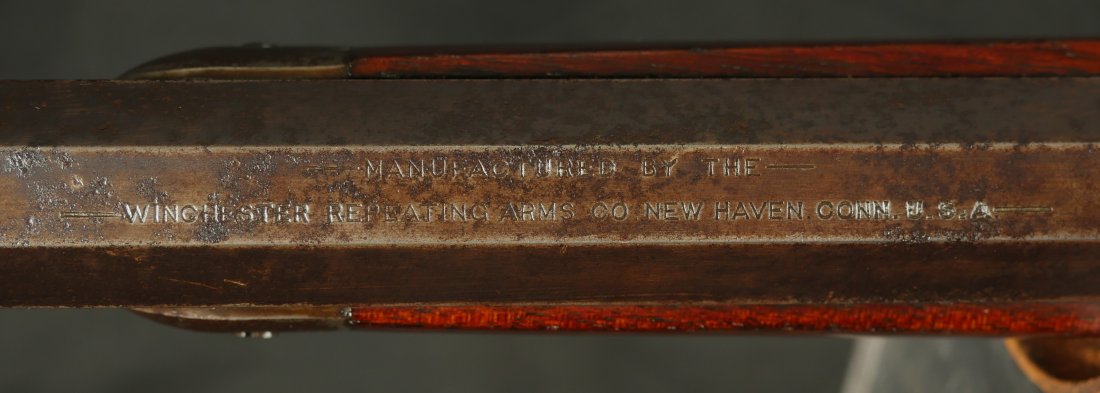 — MANUFACTURED BY THE —
— WINCHESTER REPEATING ARMS CO. NEW HAVEN. CONN. U.S.A —